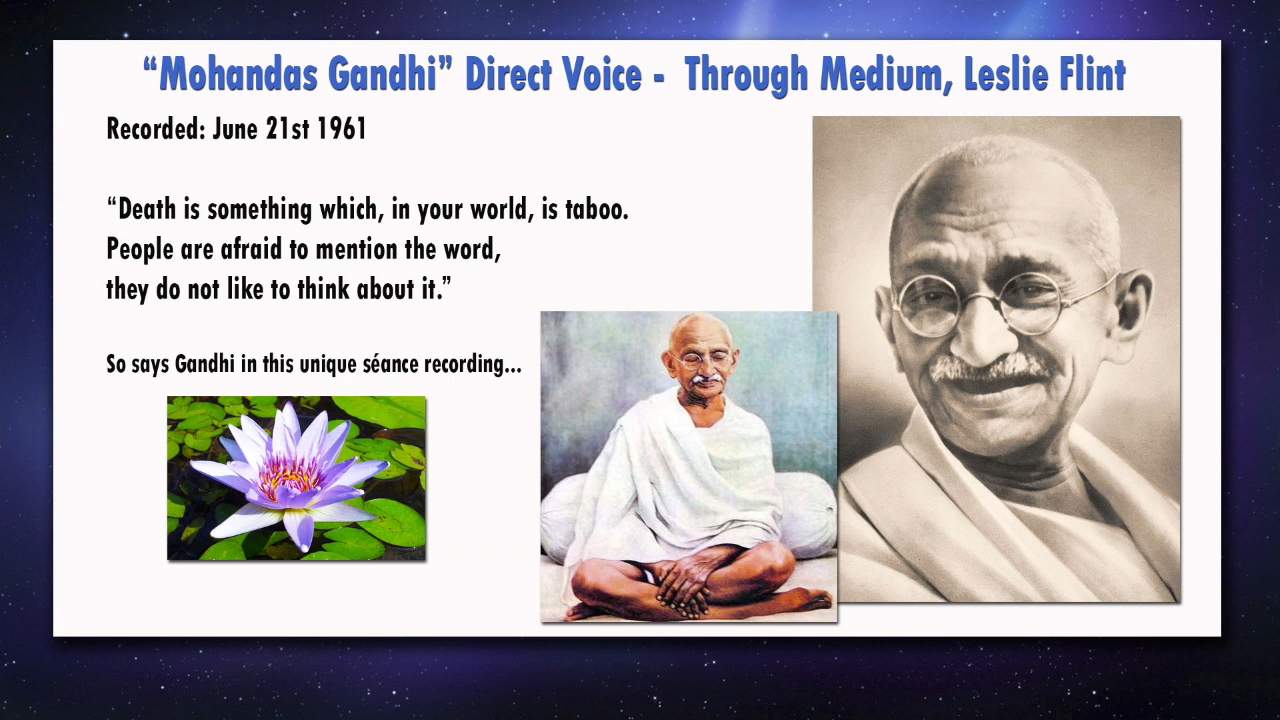 “Mohandas Gandhi” Direct Voice - Through Medium, Leslie Flint
Recorded: June 21st 1961
“Death is something which, in your world, is taboo.
People are afraid to mention the word,
they do not like to think about it.”
So says Gandhi in this unique séance recording...